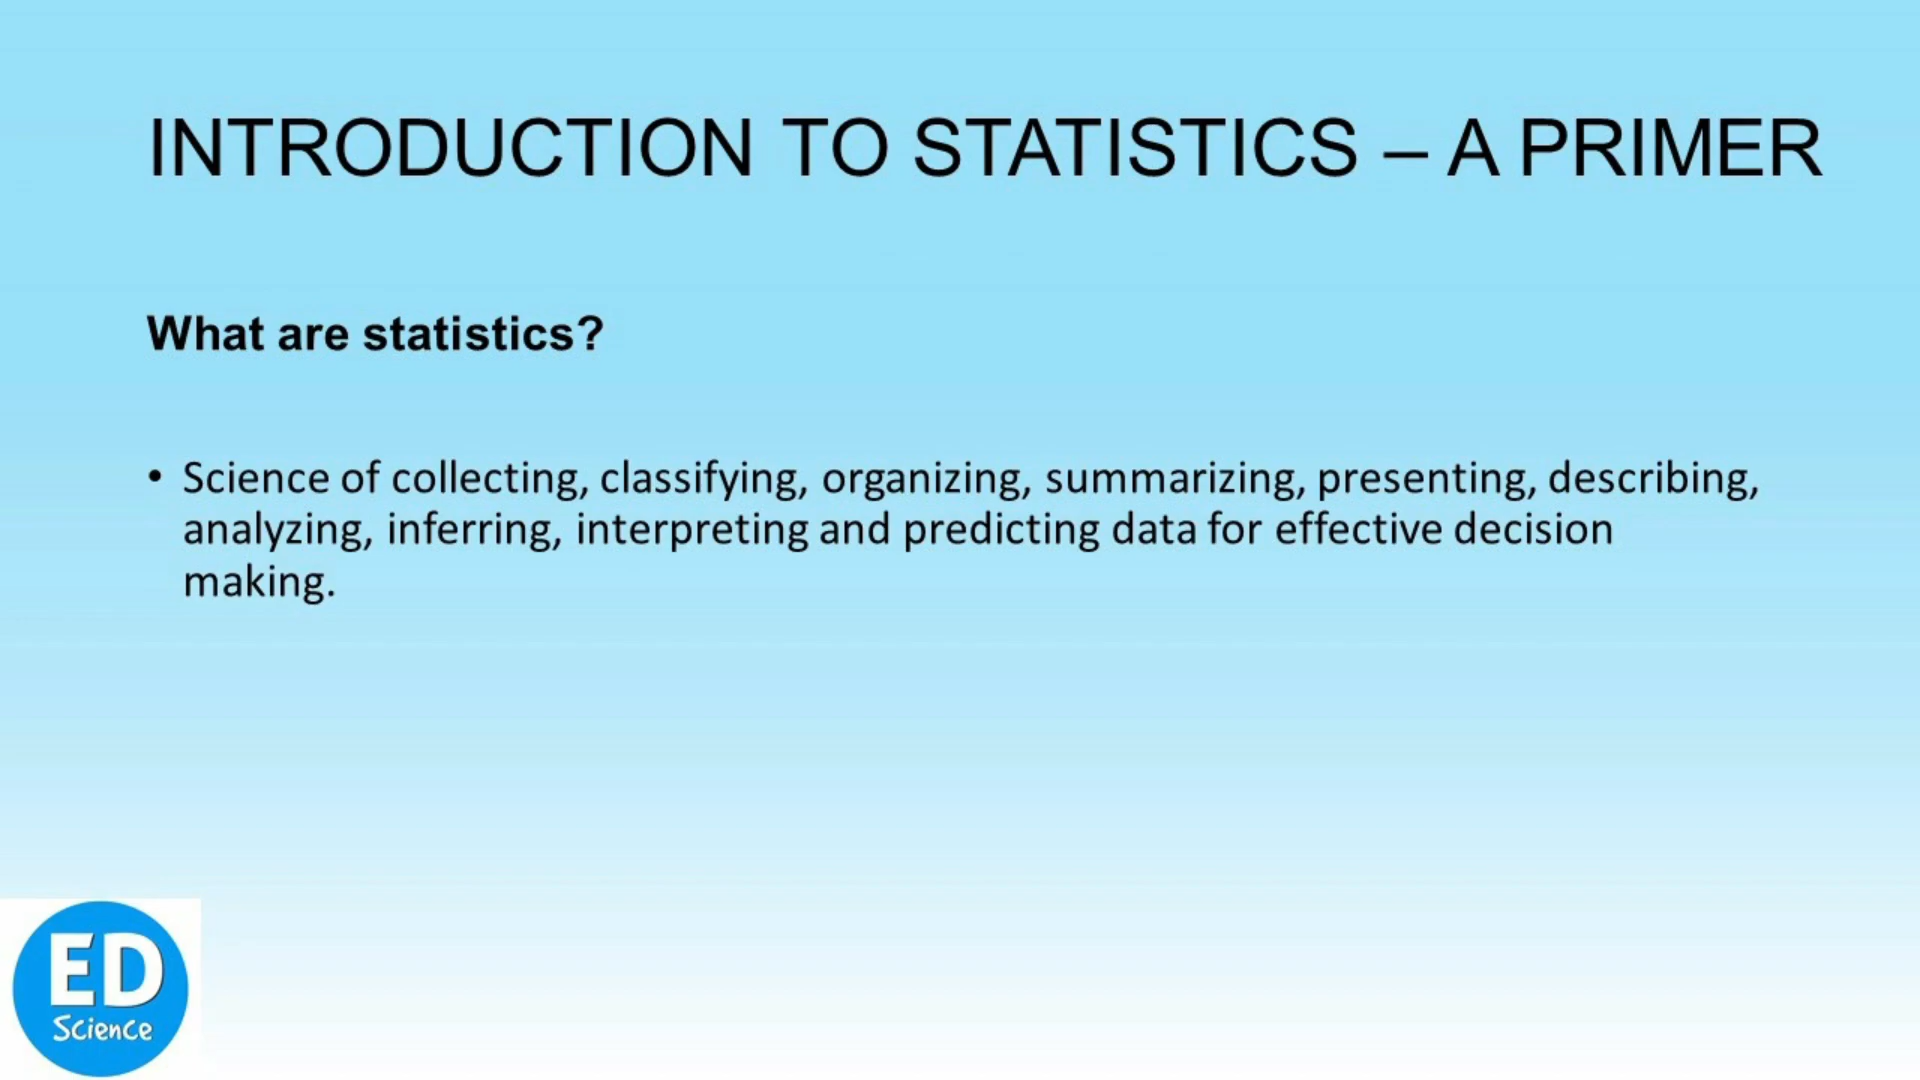 INTRODUCTION TO STATISTICS – A PRIMER
What are statistics?
• Science of collecting, classifying, organizing, summarizing, presenting, describing,
analyzing, inferring, interpreting and predicting data for effective decision
making.
ED
Science